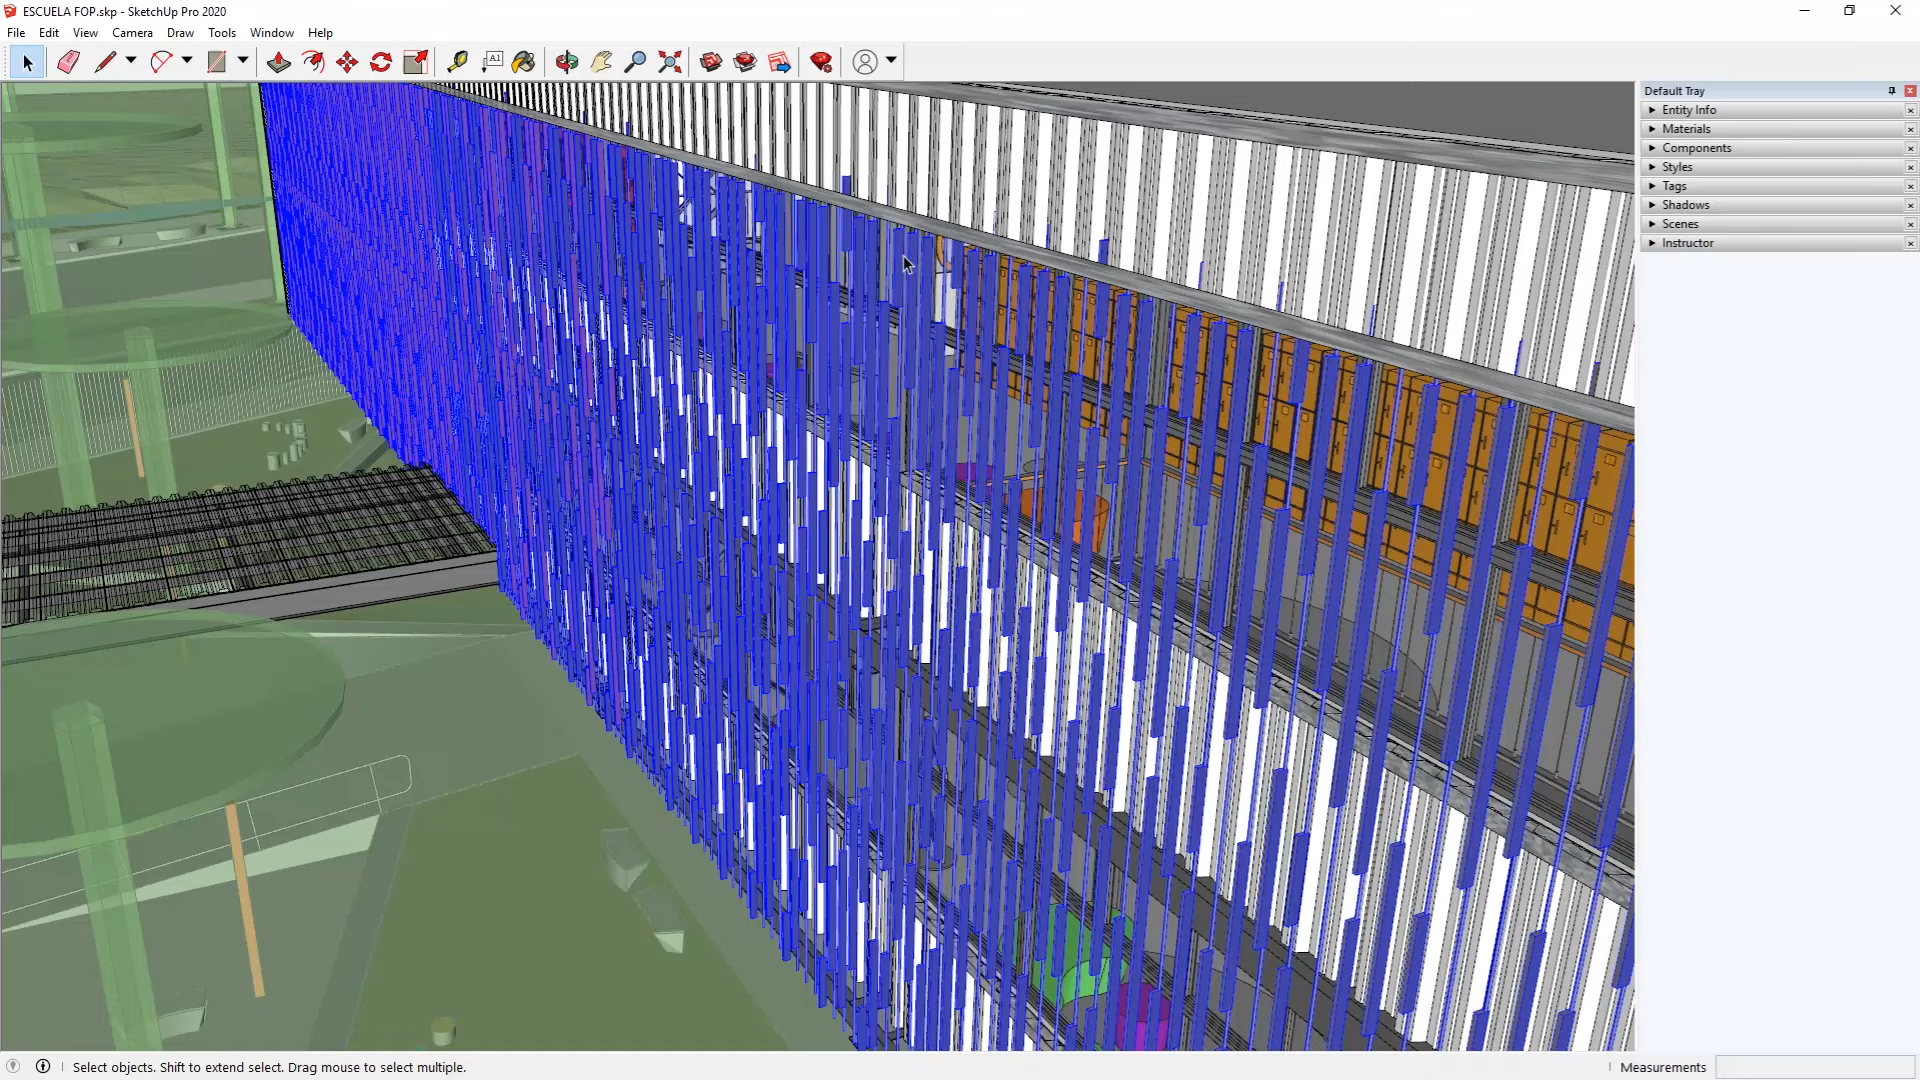 ESCUELA FOP.skp - SketchUp Pro 2020
File Edit View Camera Draw Tools Window Help
A1
Default Tray
Entity Info
Materials
Components
Styles
Tags
Shadows
Scenes
Instructor
Select objects. Shift to extend select. Drag mouse to select multiple.
Measurements